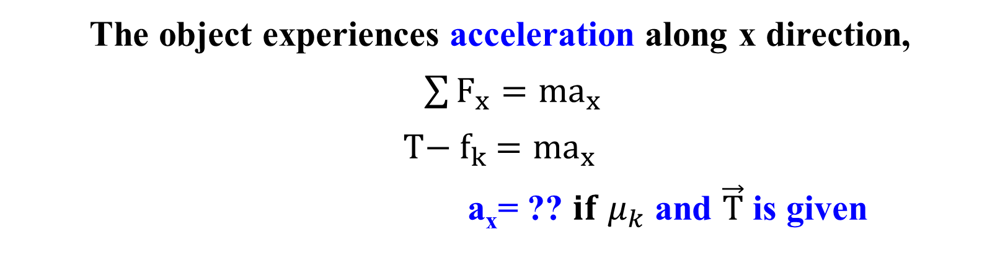 The object experiences acceleration along x direction,
∑ Fₓ = maₓ
T− fₖ = maₓ
aₓ= ?? if μₖ and T⃗ is given